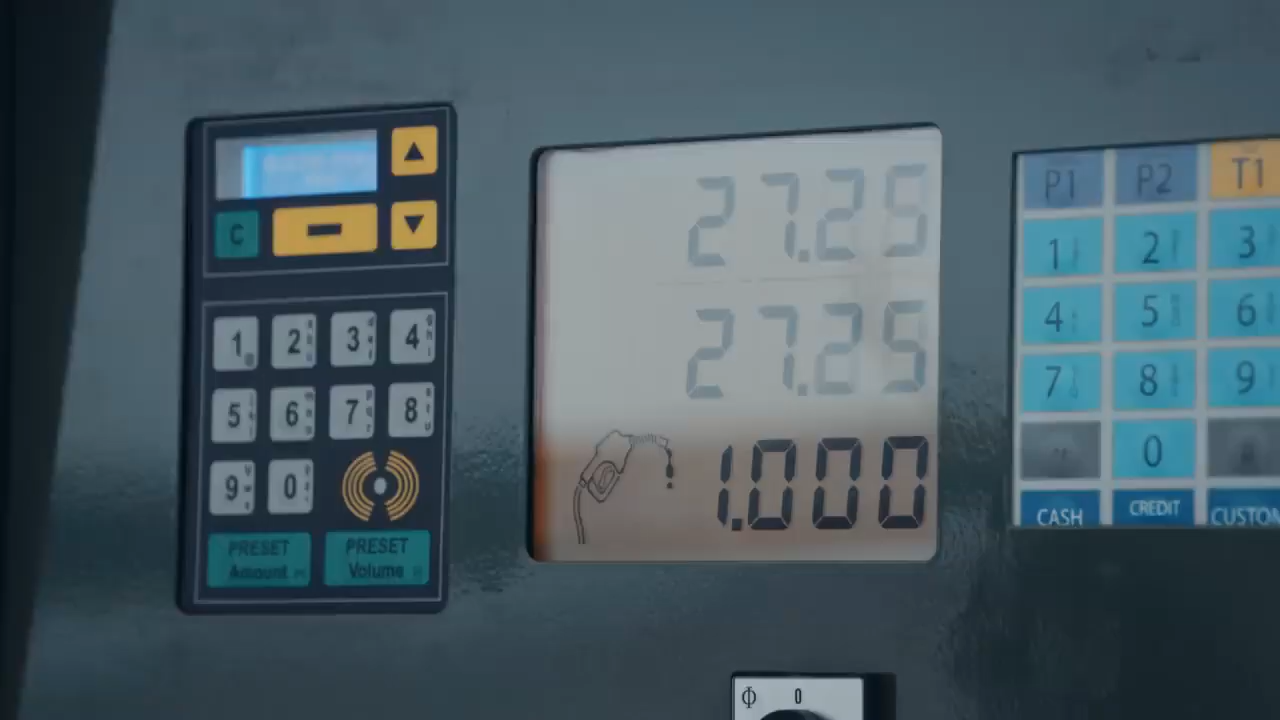 C
1 2 3 4
5 6 7 8
9 0
PRESET Amount
PRESET Volume
27.25
27.25
1.000
P1 P2 T1
1 2 3
4 5 6
7 8 9
0
CASH CREDIT CUSTOM
Φ 0